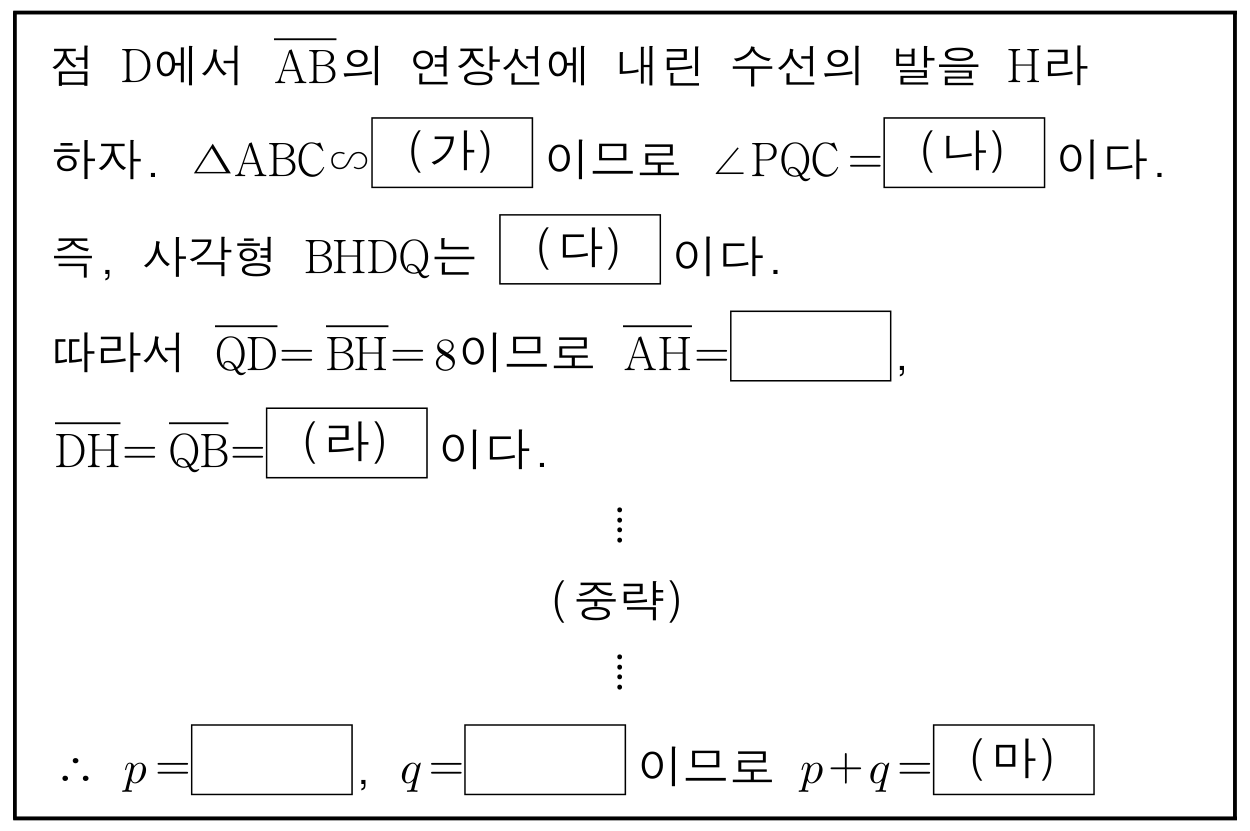 점 D에서 AB의 연장선에 내린 수선의 발을 H라
하자. △ABC∽ (가) 이므로 ∠PQC= (나) 이다.
즉, 사각형 BHDQ는 (다) 이다.
따라서 QD=BH=8이므로 AH= ,
DH=QB= (라) 이다.
⋮
(중략)
⋮
∴ p= , q= 이므로 p+q= (마)